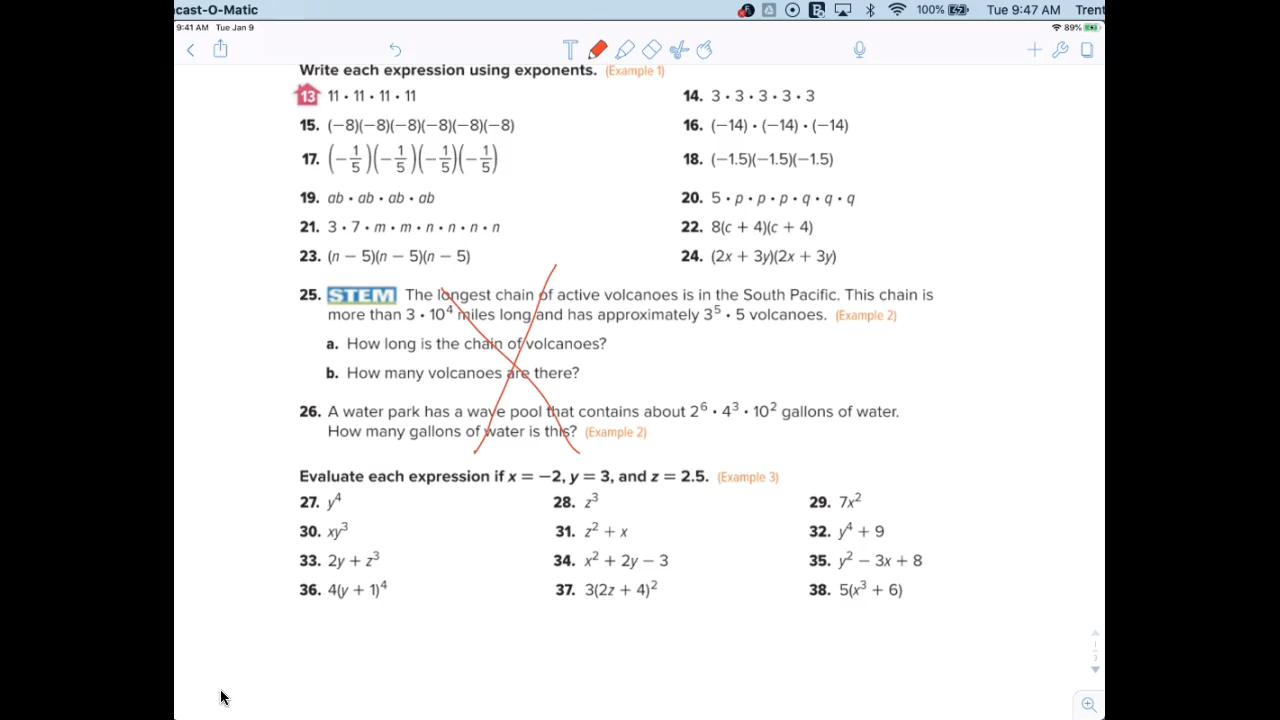 cast-O-Matic 100% Tue 9:47 AM Trent
9:41 AM Tue Jan 9 89%
Write each expression using exponents. (Example 1)
13 11 • 11 • 11 • 11
14. 3 • 3 • 3 • 3 • 3
15. (−8)(−8)(−8)(−8)(−8)(−8)
16. (−14) • (−14) • (−14)
17. (−1/5)(−1/5)(−1/5)(−1/5)
18. (−1.5)(−1.5)(−1.5)
19. ab • ab • ab • ab
20. 5 • p • p • p • q • q • q
21. 3 • 7 • m • m • n • n • n • n
22. 8(c + 4)(c + 4)
23. (n − 5)(n − 5)(n − 5)
24. (2x + 3y)(2x + 3y)
25. STEM The longest chain of active volcanoes is in the South Pacific. This chain is
more than 3 • 10⁴ miles long and has approximately 3⁵ • 5 volcanoes. (Example 2)
a. How long is the chain of volcanoes?
b. How many volcanoes are there?
26. A water park has a wave pool that contains about 2⁶ • 4³ • 10² gallons of water.
How many gallons of water is this? (Example 2)
Evaluate each expression if x = −2, y = 3, and z = 2.5. (Example 3)
27. y⁴
28. z³
29. 7x²
30. xy³
31. z² + x
32. y⁴ + 9
33. 2y + z³
34. x² + 2y − 3
35. y² − 3x + 8
36. 4(y + 1)⁴
37. 3(2z + 4)²
38. 5(x³ + 6)